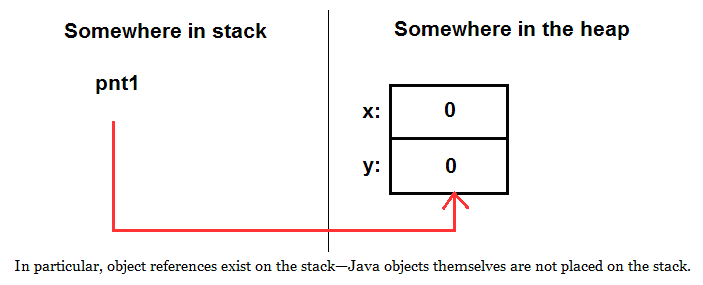 Somewhere in stack
Somewhere in the heap
pnt1
x: 0
y: 0
In particular, object references exist on the stack—Java objects themselves are not placed on the stack.